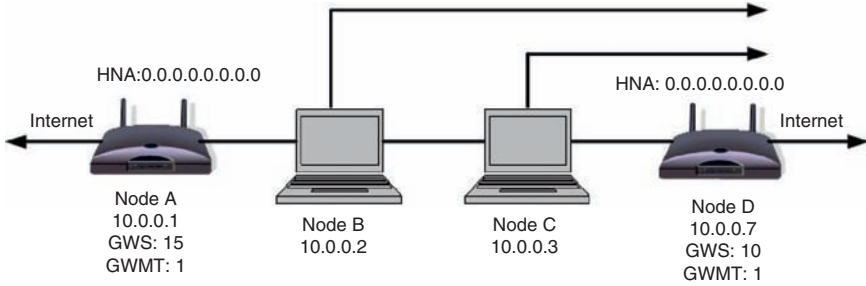 HNA:0.0.0.0.0.0.0.0
HNA: 0.0.0.0.0.0.0.0
Internet
Internet
Node A
10.0.0.1
GWS: 15
GWMT: 1
Node B
10.0.0.2
Node C
10.0.0.3
Node D
10.0.0.7
GWS: 10
GWMT: 1